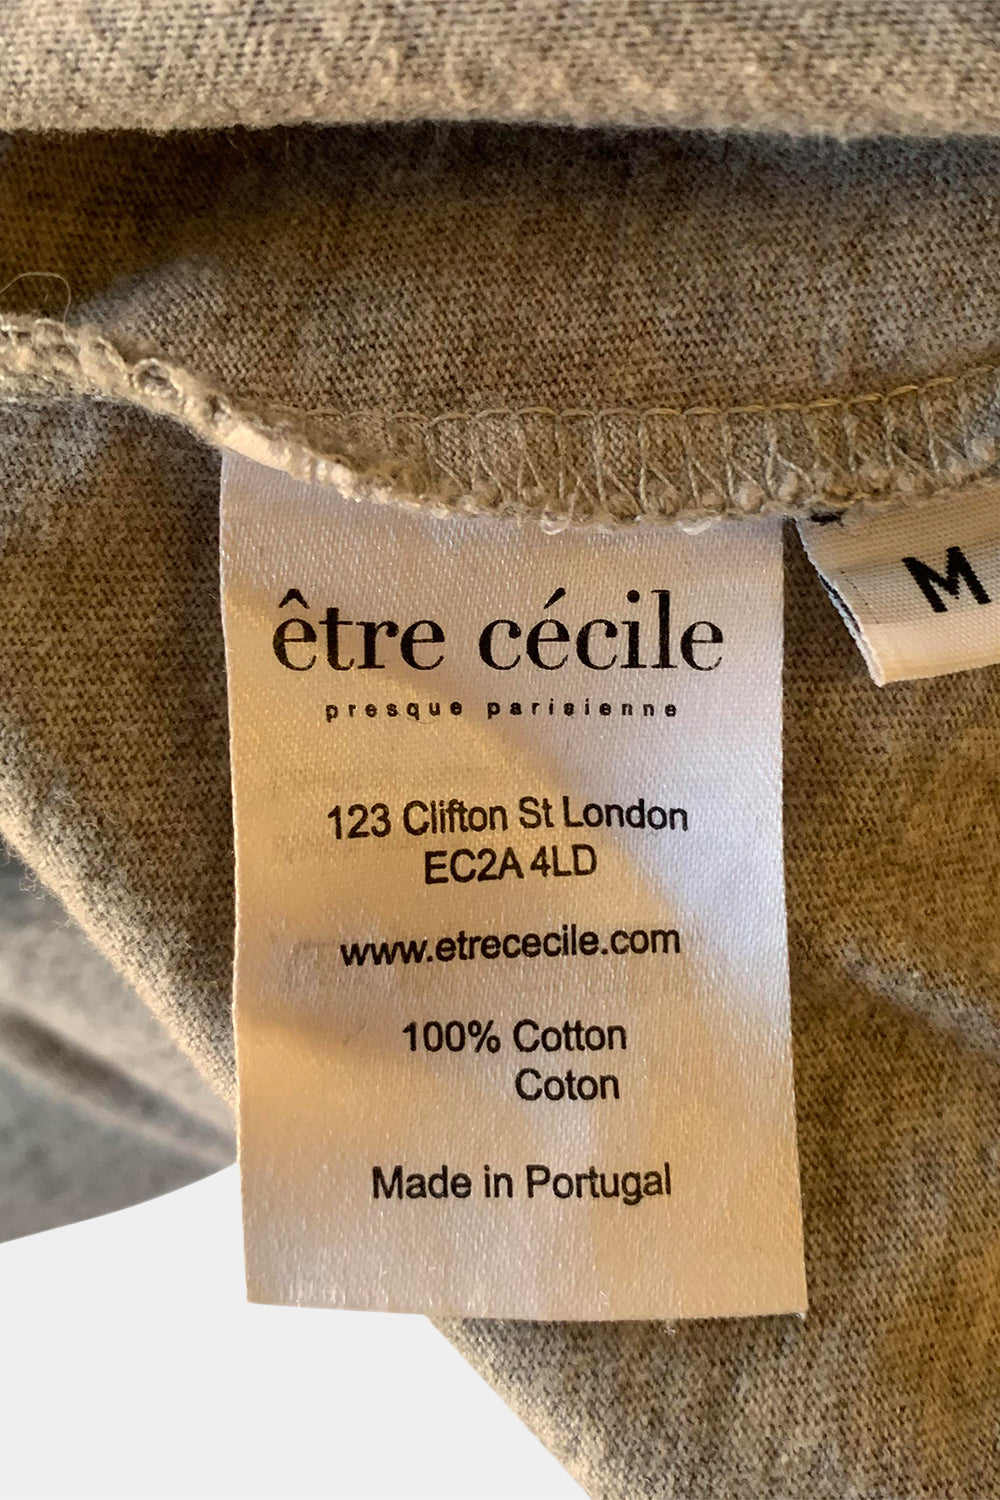 être cécile
presque parisienne
123 Clifton St London
EC2A 4LD
www.etrececile.com
100% Cotton
Coton
Made in Portugal
M